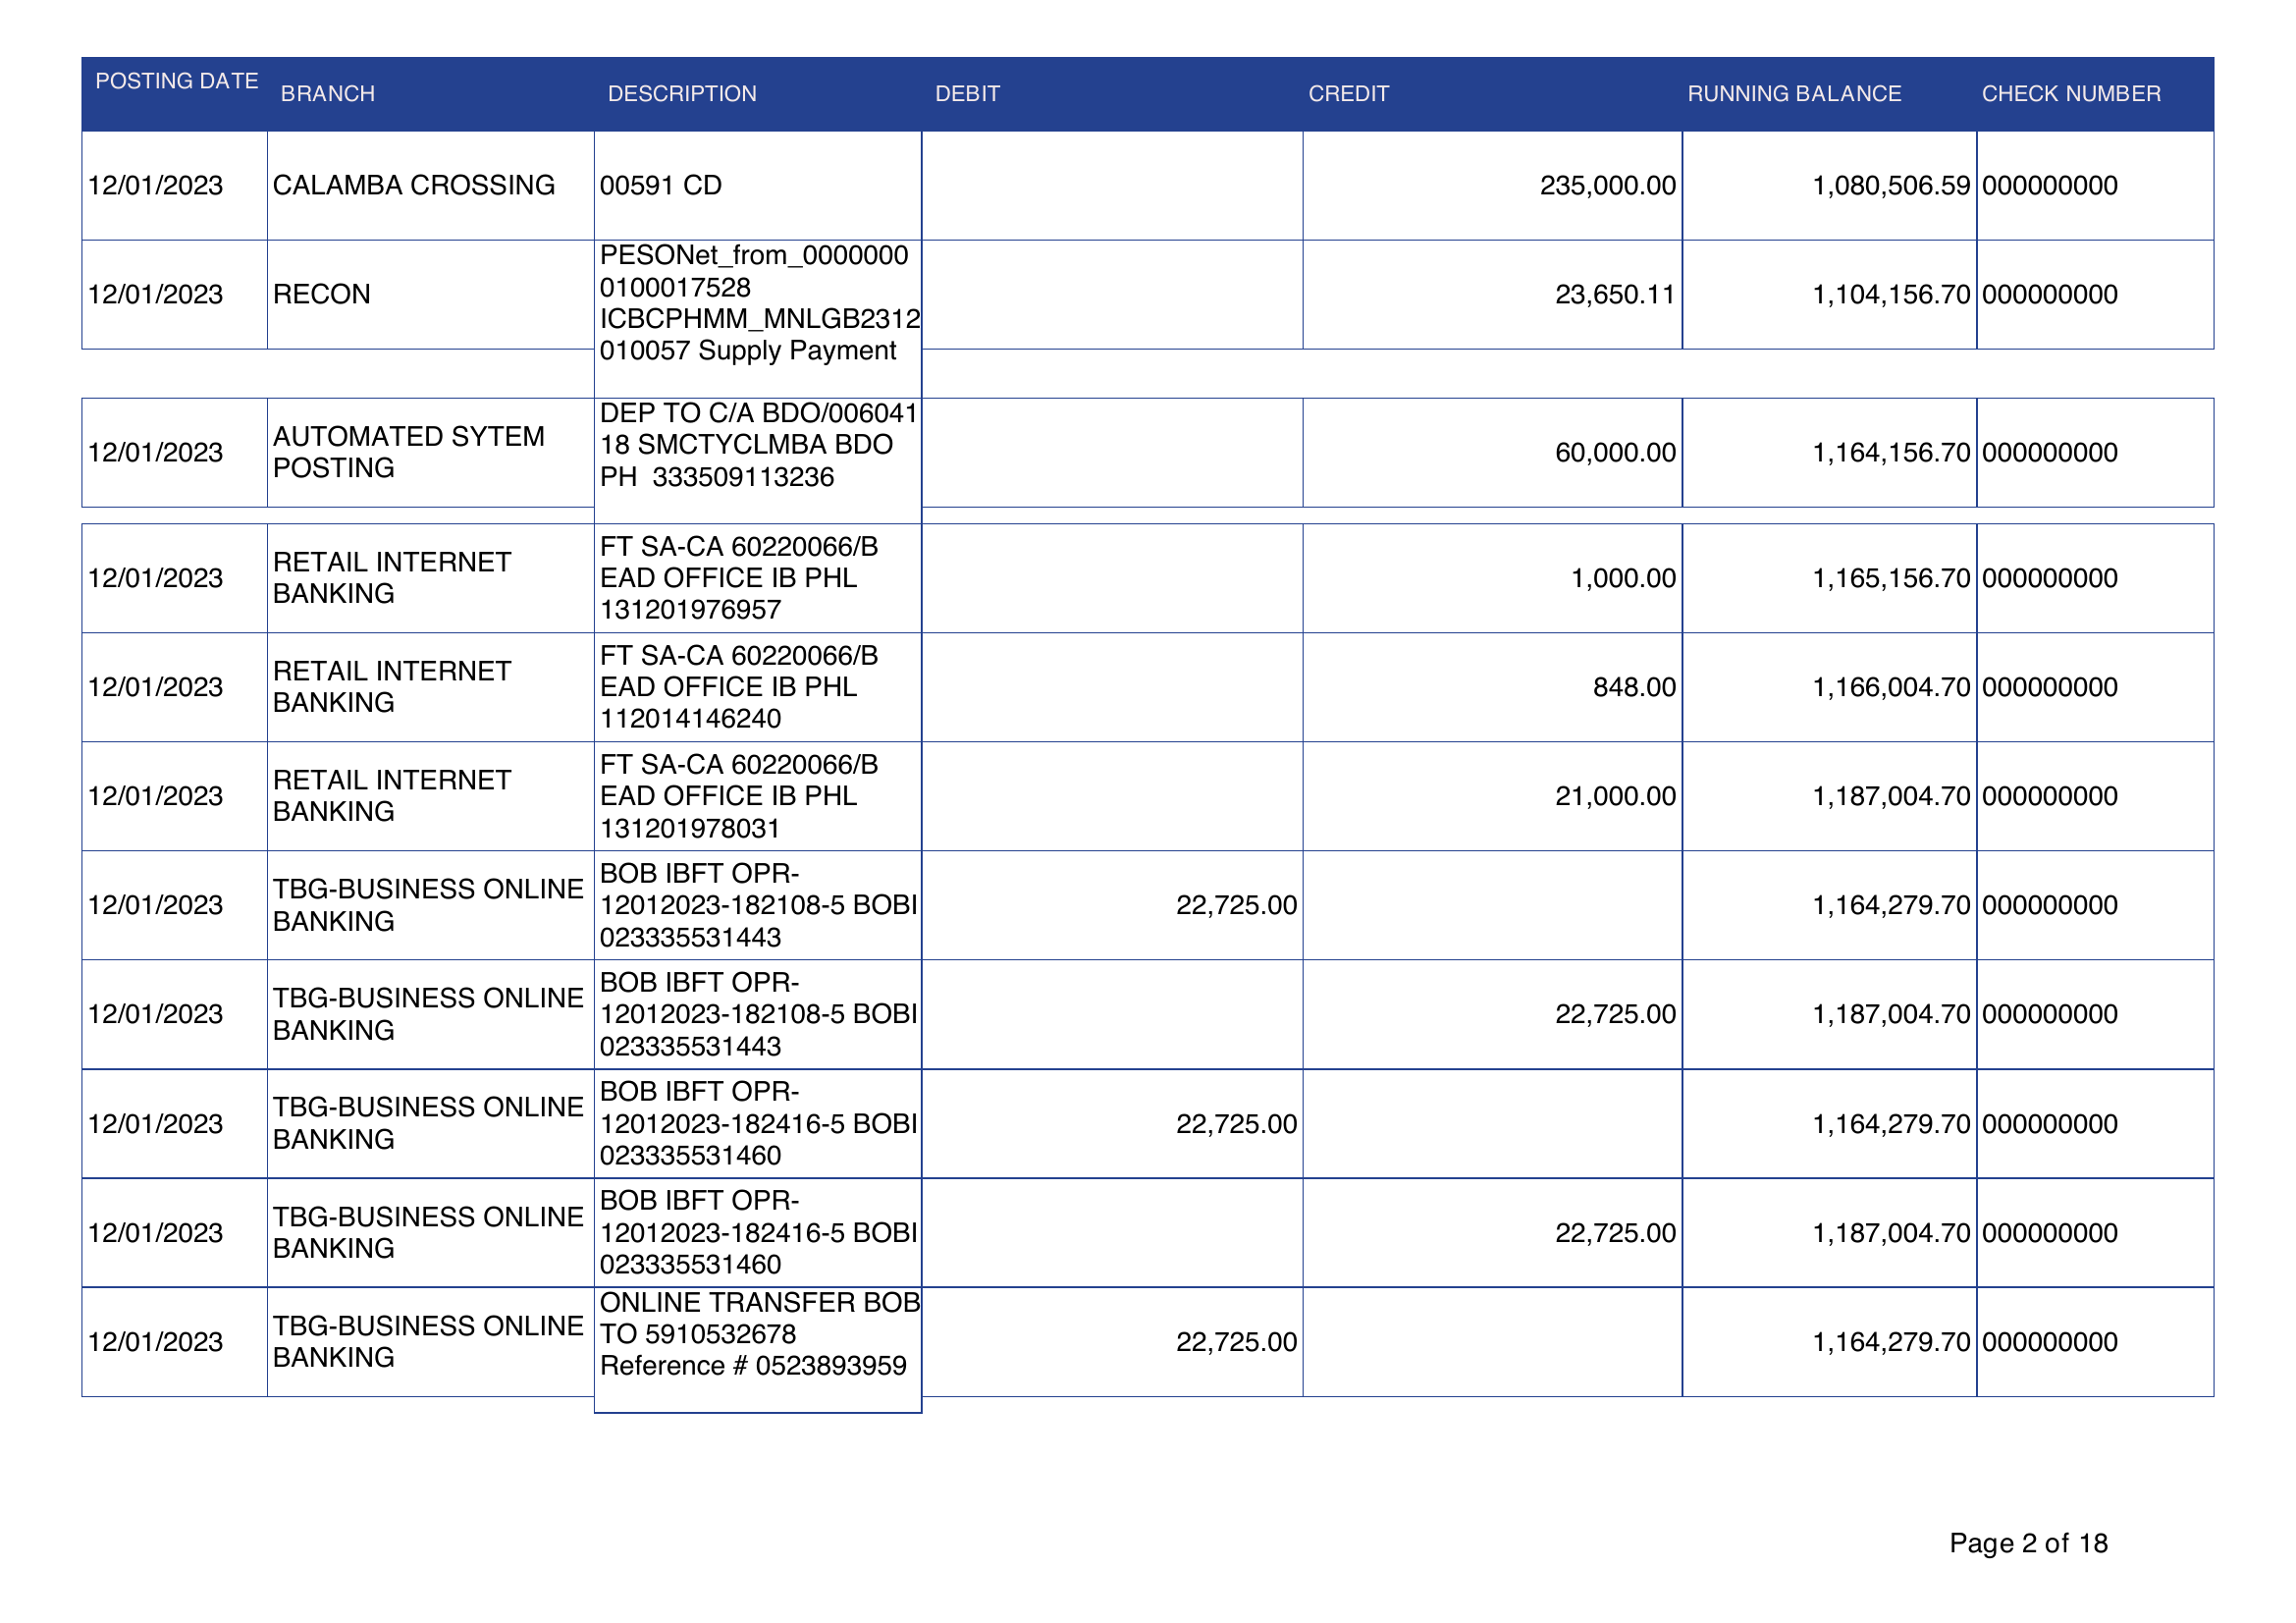 POSTING DATE BRANCH DESCRIPTION DEBIT CREDIT RUNNING BALANCE CHECK NUMBER
12/01/2023 CALAMBA CROSSING 00591 CD 235,000.00 1,080,506.59 000000000
PESONet_from_0000000
0100017528
12/01/2023 RECON 23,650.11 1,104,156.70 000000000
ICBCPHMM_MNLGB2312
010057 Supply Payment
DEP TO C/A BDO/006041
AUTOMATED SYTEM
18 SMCTYCLMBA BDO
12/01/2023 60,000.00 1,164,156.70 000000000
POSTING
PH  333509113236
FT SA-CA 60220066/B
RETAIL INTERNET
12/01/2023 EAD OFFICE IB PHL 1,000.00 1,165,156.70 000000000
BANKING
131201976957
FT SA-CA 60220066/B
RETAIL INTERNET
12/01/2023 EAD OFFICE IB PHL 848.00 1,166,004.70 000000000
BANKING
112014146240
FT SA-CA 60220066/B
RETAIL INTERNET
12/01/2023 EAD OFFICE IB PHL 21,000.00 1,187,004.70 000000000
BANKING
131201978031
BOB IBFT OPR-
TBG-BUSINESS ONLINE
12/01/2023 12012023-182108-5 BOBI 22,725.00 1,164,279.70 000000000
BANKING
023335531443
BOB IBFT OPR-
TBG-BUSINESS ONLINE
12/01/2023 12012023-182108-5 BOBI 22,725.00 1,187,004.70 000000000
BANKING
023335531443
BOB IBFT OPR-
TBG-BUSINESS ONLINE
12/01/2023 12012023-182416-5 BOBI 22,725.00 1,164,279.70 000000000
BANKING
023335531460
BOB IBFT OPR-
TBG-BUSINESS ONLINE
12/01/2023 12012023-182416-5 BOBI 22,725.00 1,187,004.70 000000000
BANKING
023335531460
ONLINE TRANSFER BOB
TBG-BUSINESS ONLINE
TO 5910532678
12/01/2023 22,725.00 1,164,279.70 000000000
BANKING
Reference # 0523893959
Page 2 of 18